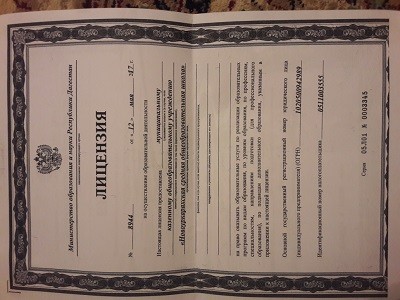 Министерство образования и науки Республики Дагестан
ЛИЦЕНЗИЯ
№ 8944 от «12» мая 2017 г.
на осуществление образовательной деятельности
Настоящая лицензия предоставлена муниципальному
казенному общеобразовательному учреждению
средняя общеобразовательная школа»
на право оказывать образовательные услуги по реализации образовательных
программ по видам образования, по уровням образования, по профессиям,
специальностям, направлениям подготовки (для профессионального
образования), по подвидам дополнительного образования, указанным в
приложении к настоящей лицензии
Основной государственный регистрационный номер юридического лица
(индивидуального предпринимателя) (ОГРН) 1020500942989
Идентификационный номер налогоплательщика
Серия 05Л01 №